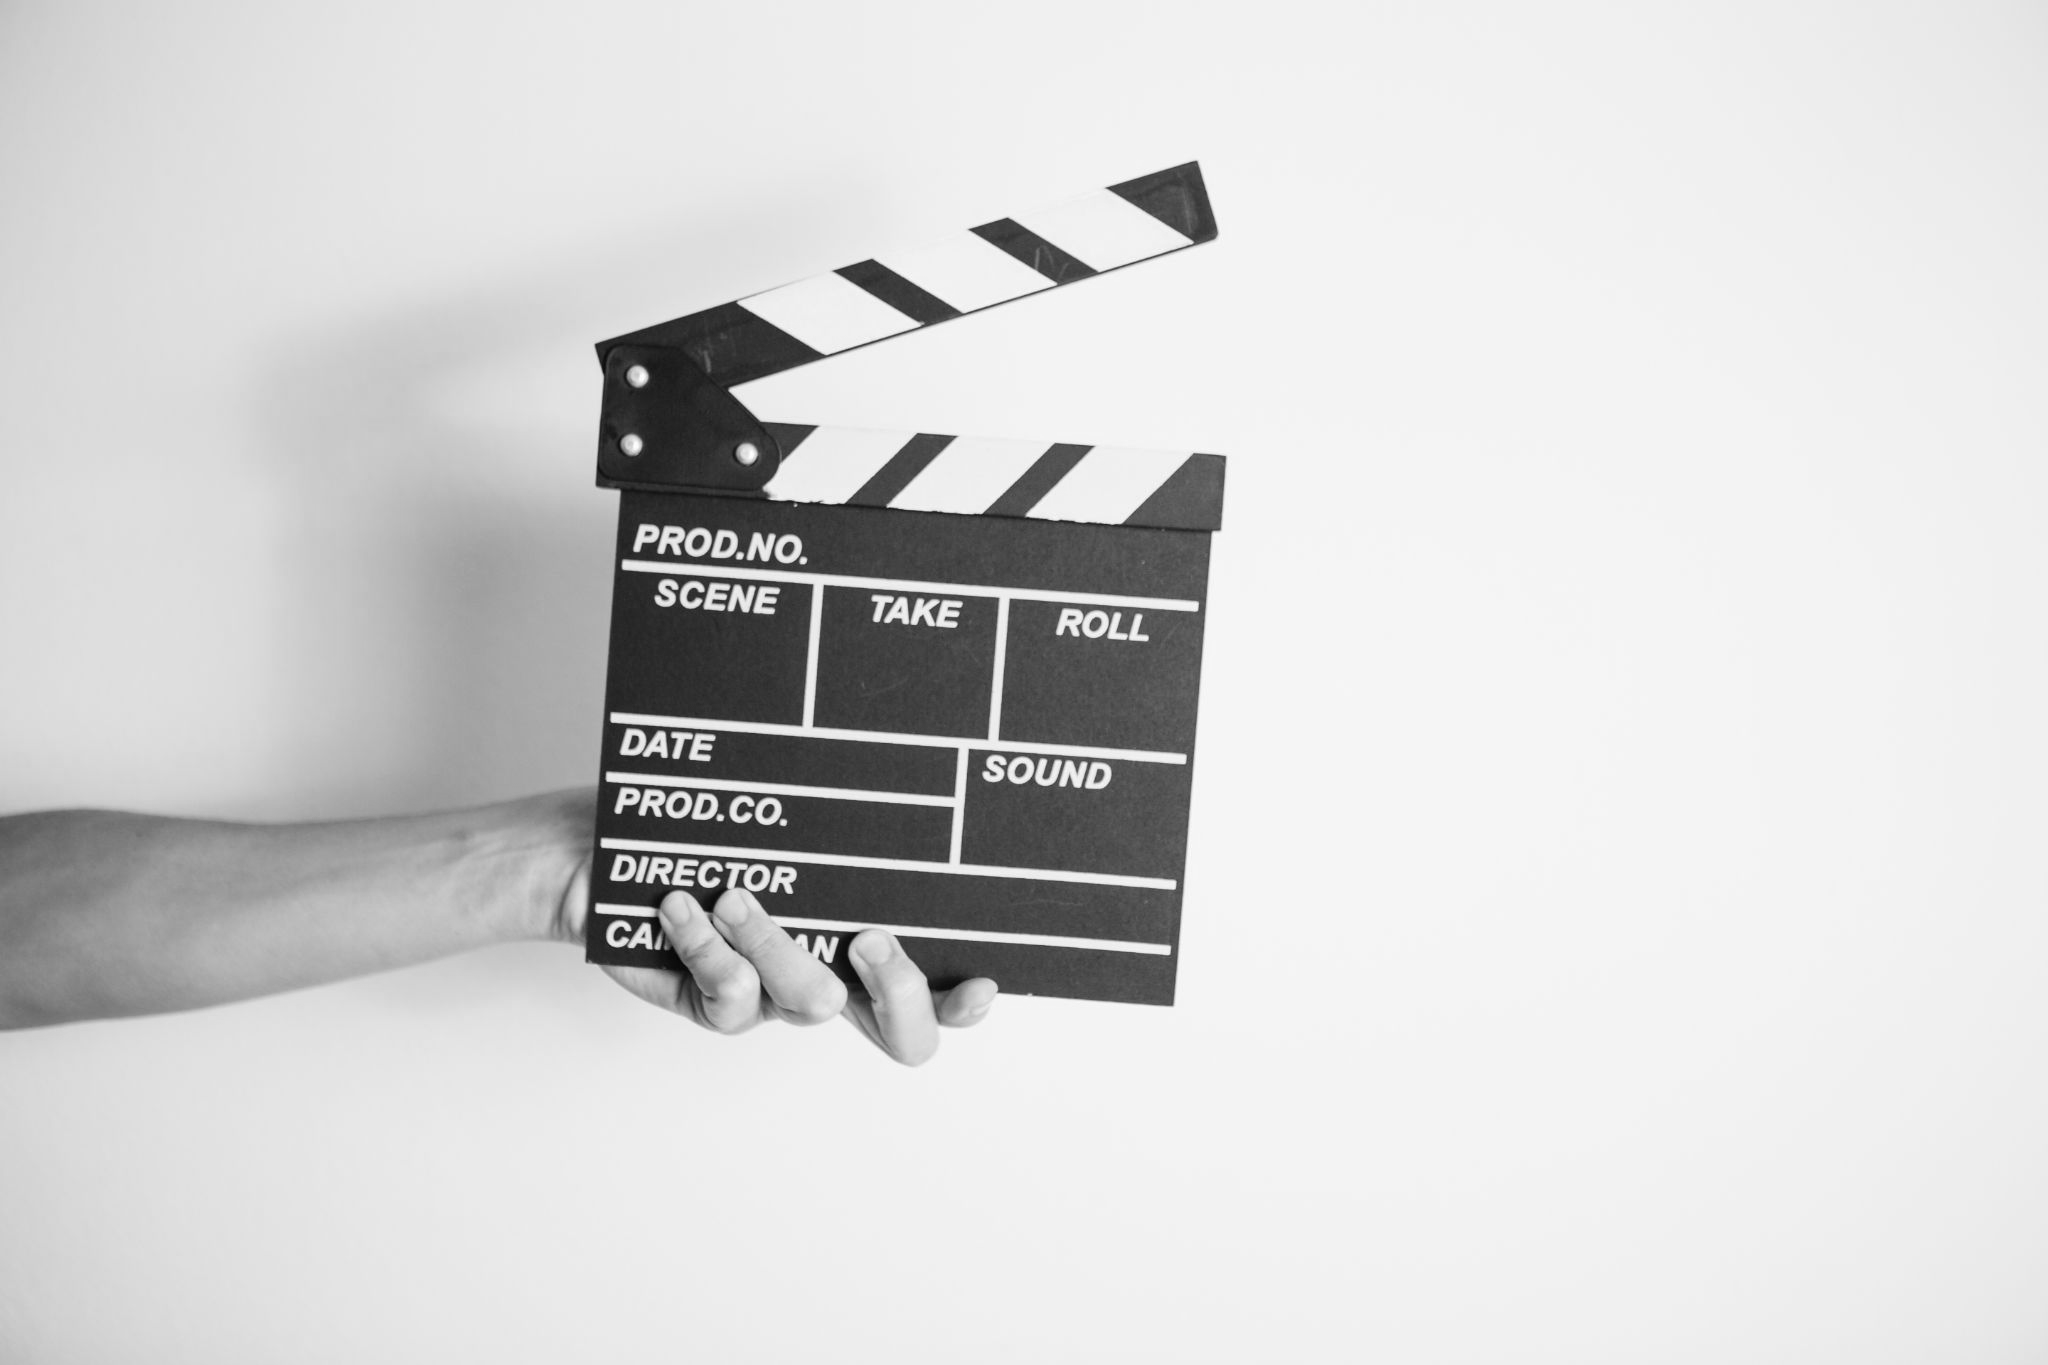 PROD.NO.
SCENE TAKE ROLL
DATE
SOUND
PROD.CO.
DIRECTOR